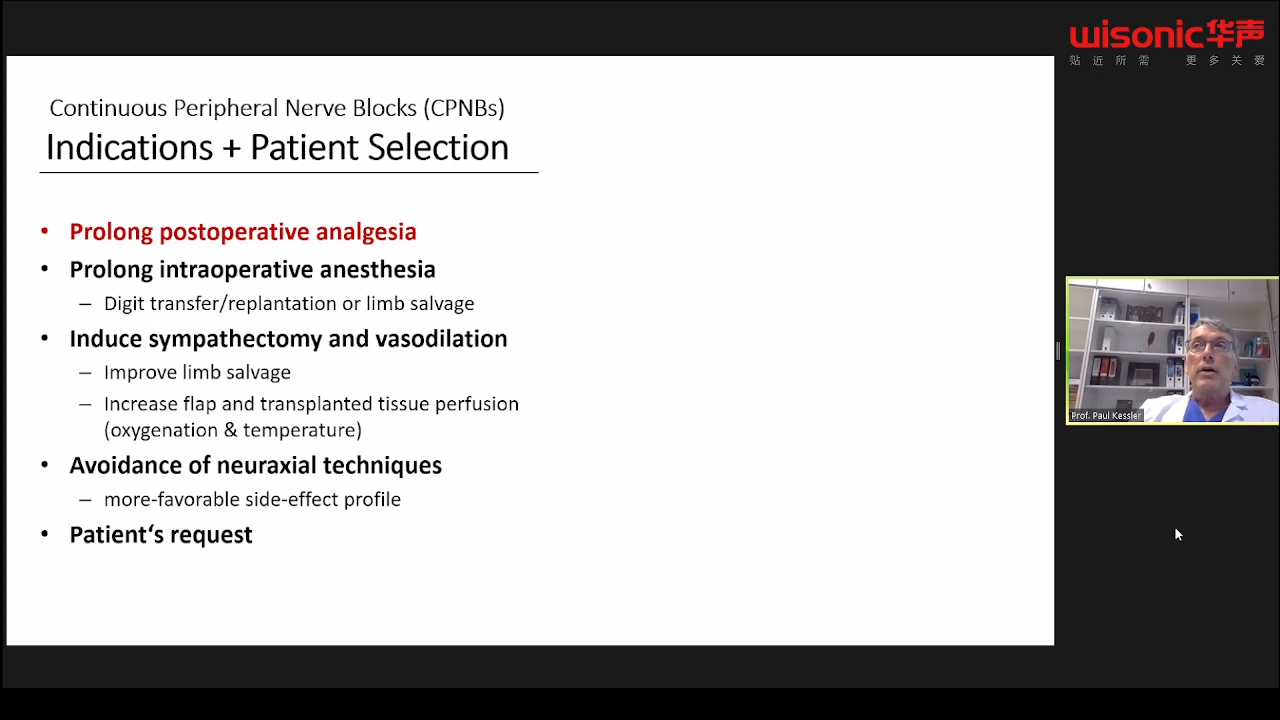 wisonic华声
贴近所需 更多关爱
Continuous Peripheral Nerve Blocks (CPNBs)
Indications + Patient Selection
• Prolong postoperative analgesia
• Prolong intraoperative anesthesia
– Digit transfer/replantation or limb salvage
• Induce sympathectomy and vasodilation
– Improve limb salvage
– Increase flap and transplanted tissue perfusion
(oxygenation & temperature)
• Avoidance of neuraxial techniques
– more-favorable side-effect profile
• Patient‘s request
Prof. Paul Kessler